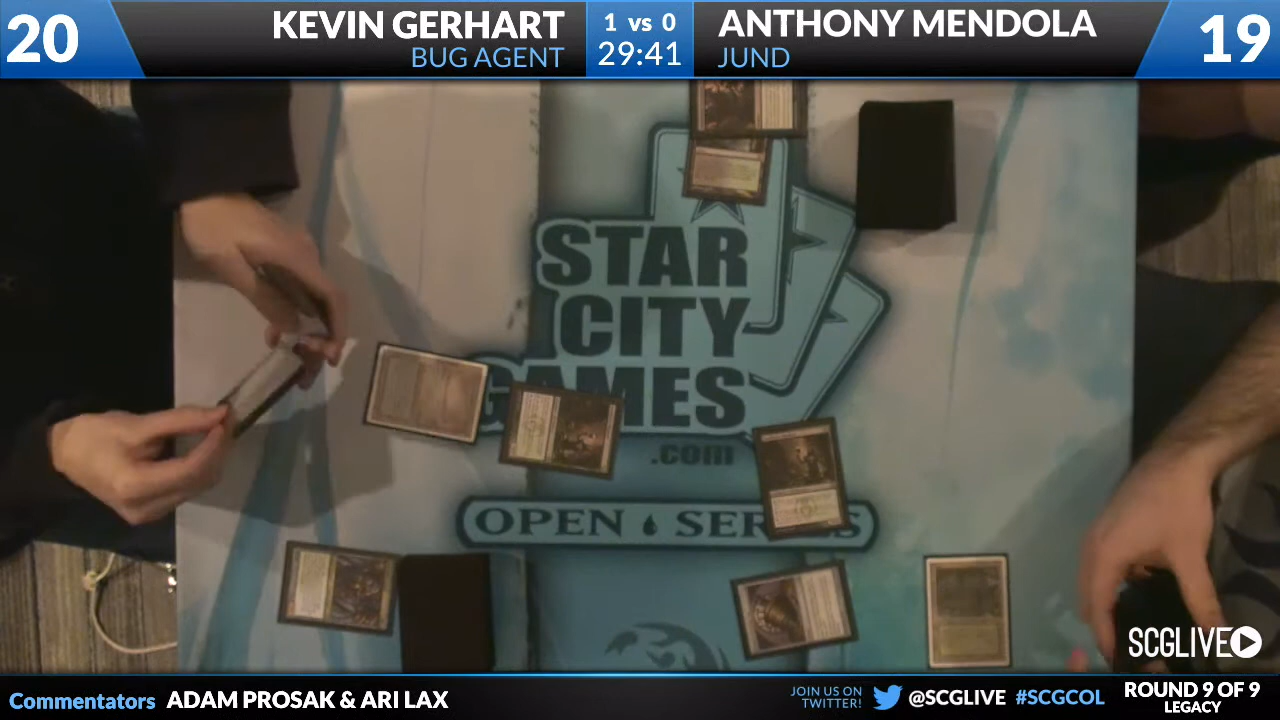 20
KEVIN GERHART
BUG AGENT
1 vs 0
29:41
ANTHONY MENDOLA
JUND
19
STAR
CITY
GAMES
.com
OPEN SERIES
SCGLIVE
Commentators ADAM PROSAK & ARI LAX
JOIN US ON
TWITTER!
@SCGLIVE #SCGCOL
ROUND 9 OF 9
LEGACY